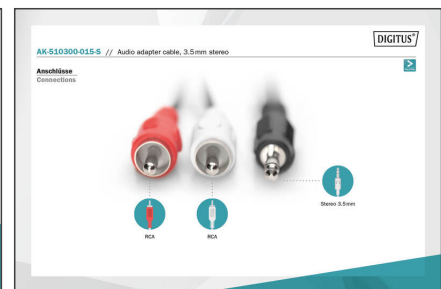 DIGITUS®
AK-510300-015-S // Audio adapter cable, 3.5mm stereo
Anschlüsse
Connections
Stereo 3.5mm
RCA
RCA